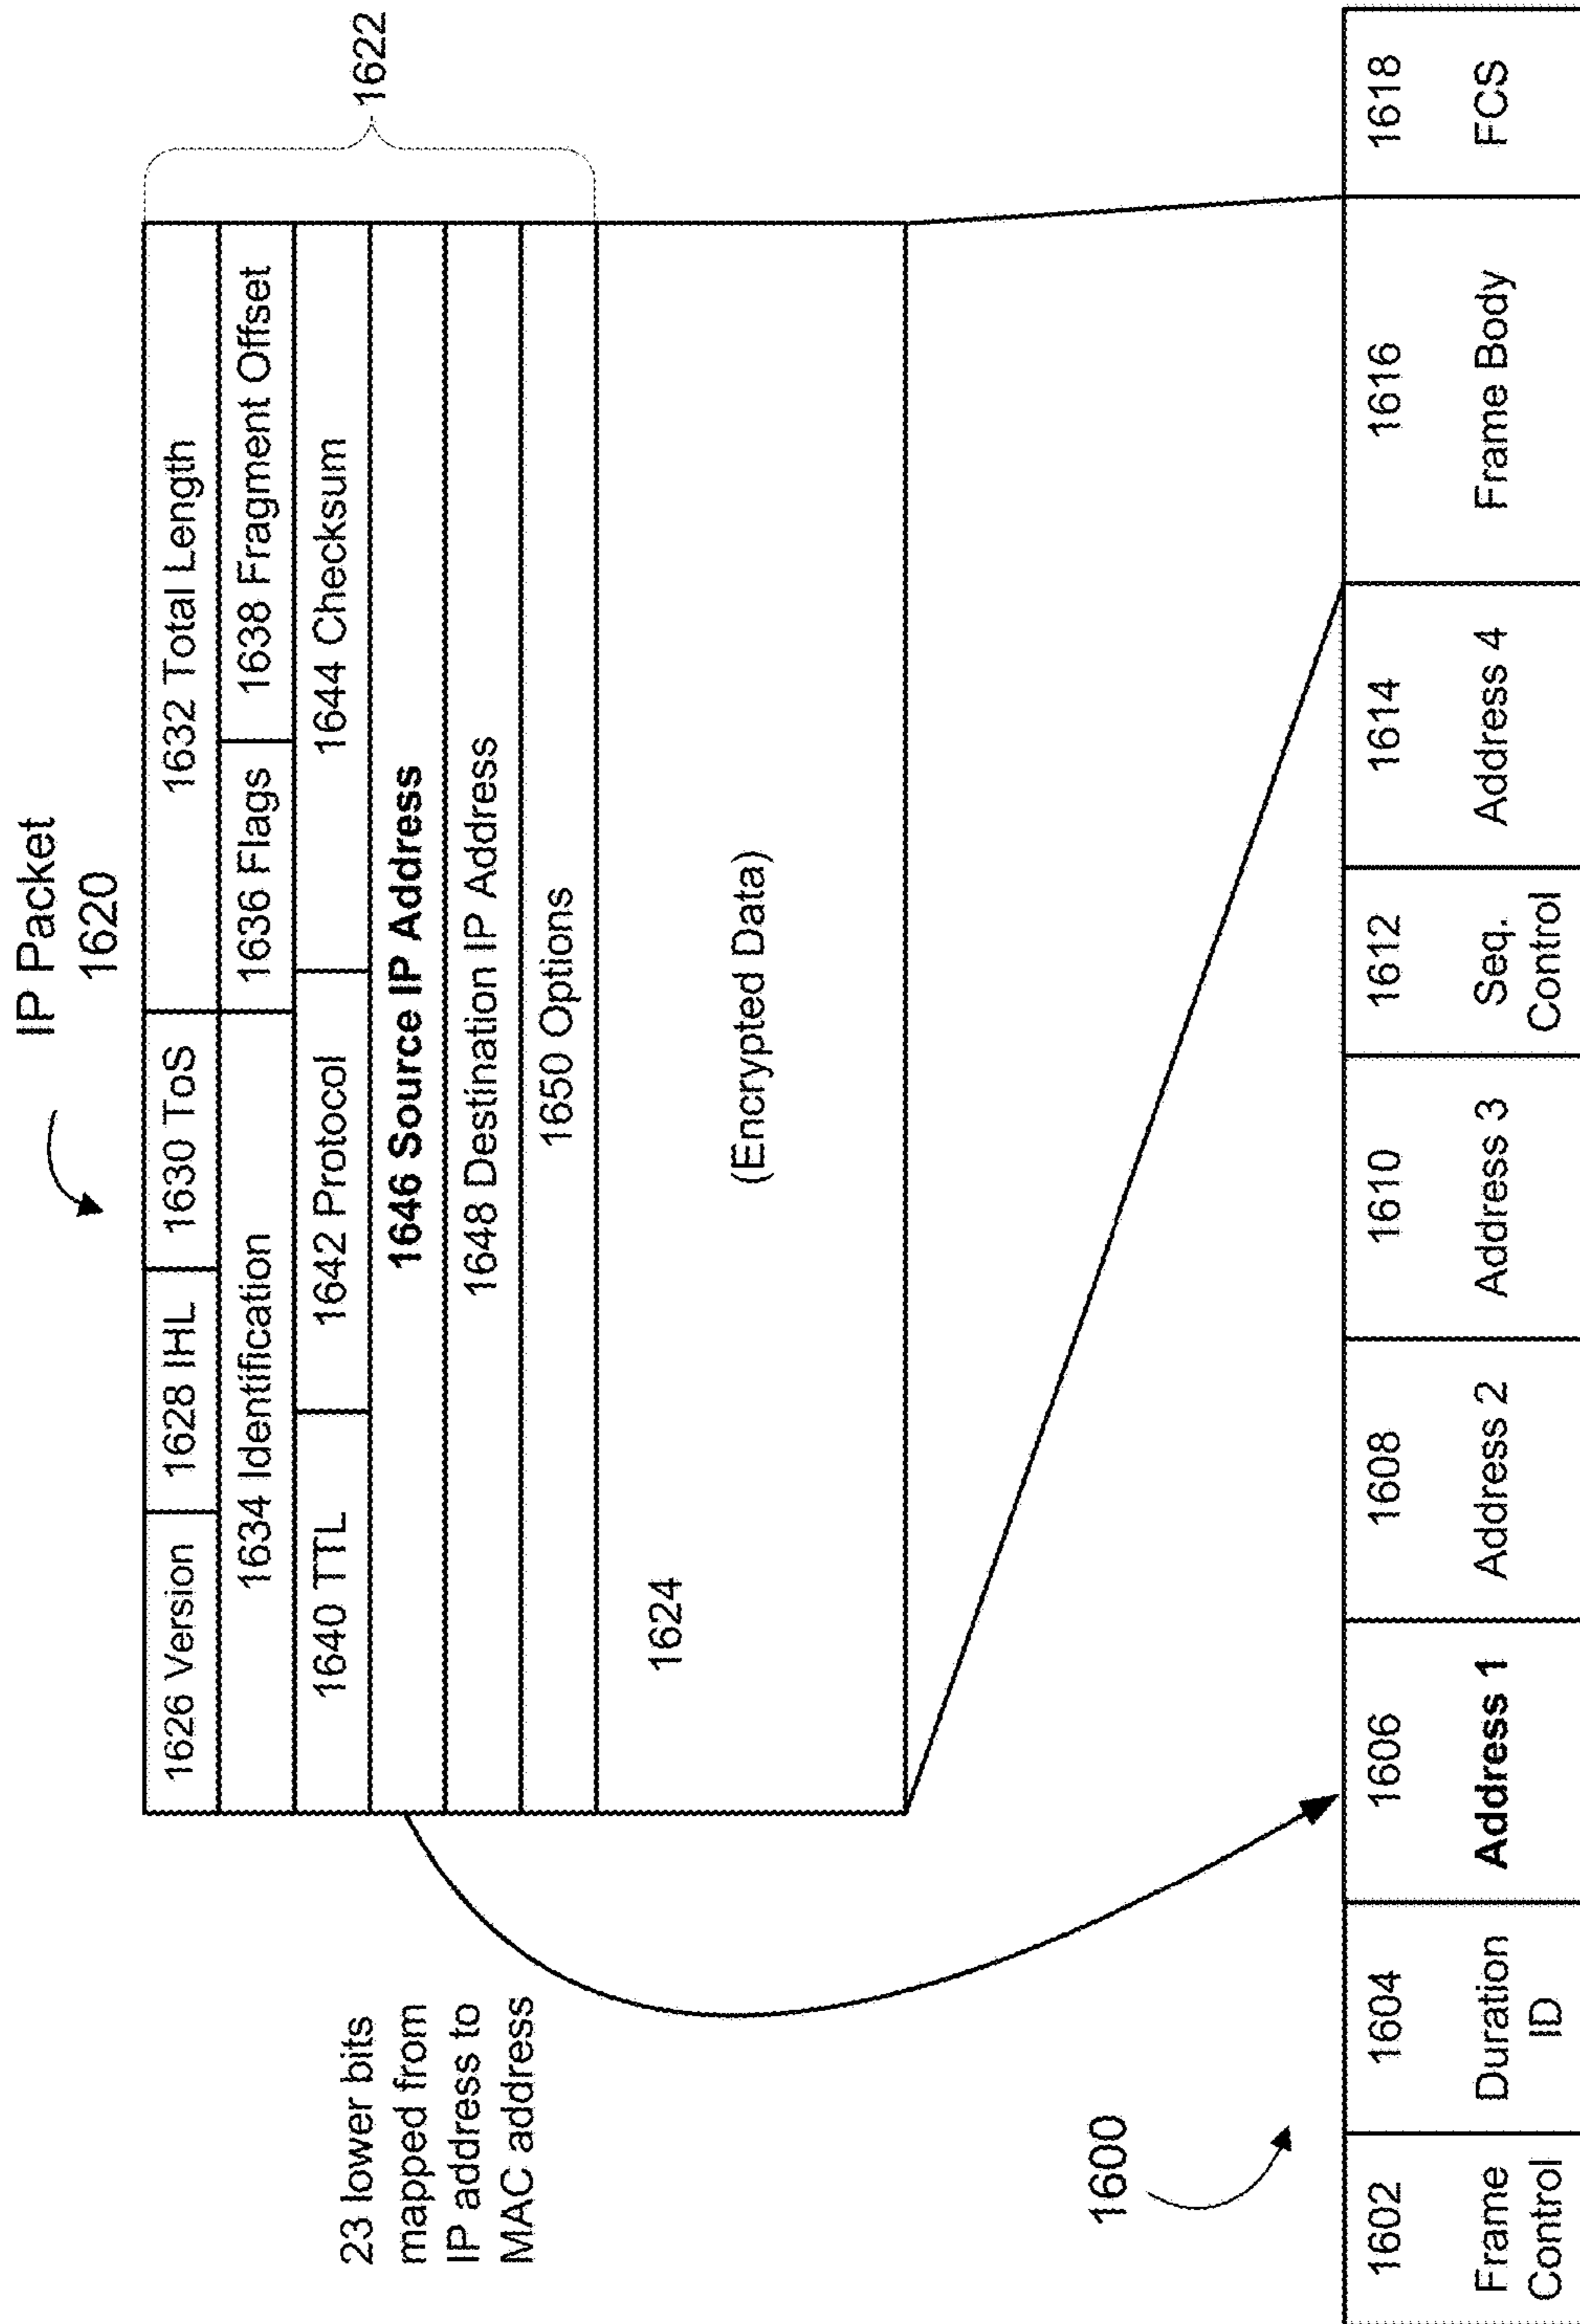 IP Packet
1620
1626 Version
1628 IHL
1630 ToS
1632 Total Length
1634 Identification
1636 Flags
1638 Fragment Offset
1640 TTL
1642 Protocol
1644 Checksum
1646 Source IP Address
1648 Destination IP Address
1650 Options
1622
1624
(Encrypted Data)
23 lower bits
mapped from
IP address to
MAC address
1600
1602
Frame
Control
1604
Duration
ID
1606
Address 1
1608
Address 2
1610
Address 3
1612
Seq.
Control
1614
Address 4
1616
Frame Body
1618
FCS